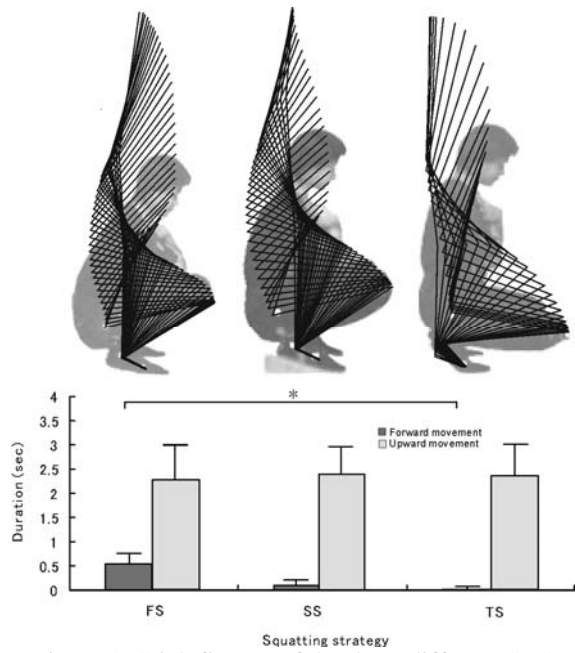 *
4
3.5
3
2.5
2
1.5
1
0.5
0
Duration (sec)
Forward movement
Upward movement
FS SS TS
Squatting strategy